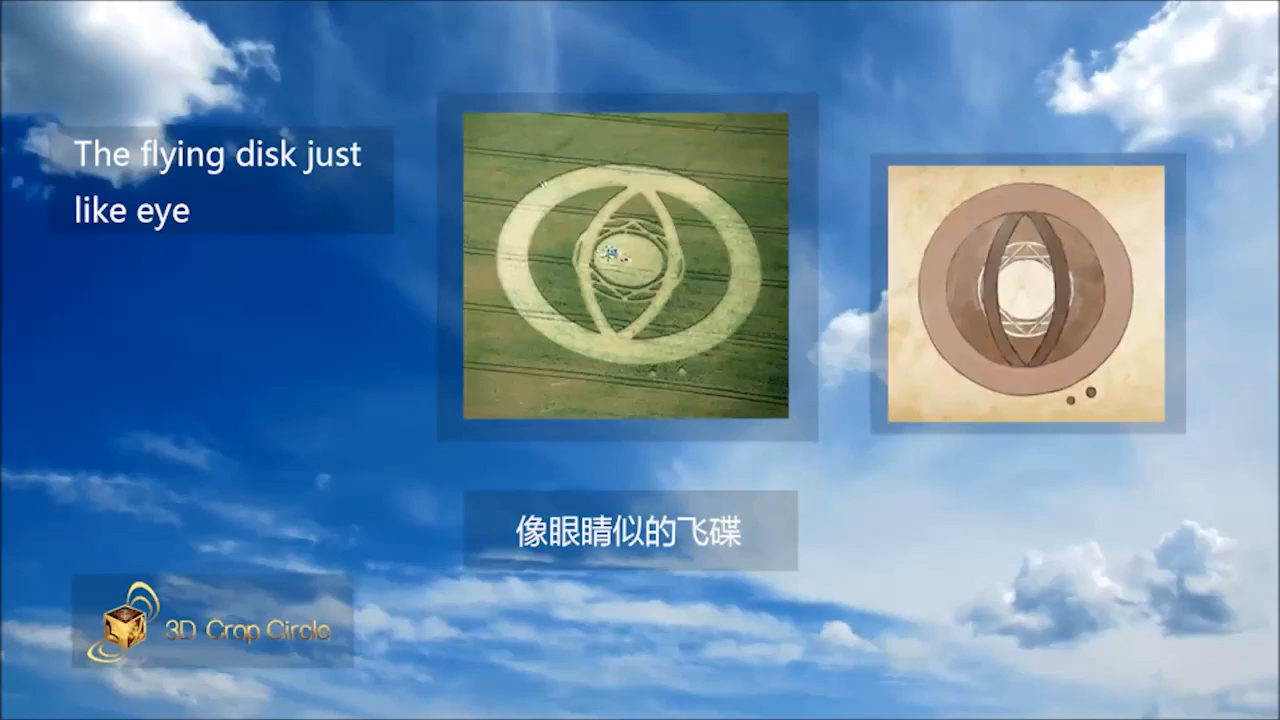 The flying disk just
like eye
像眼睛似的飞碟
3D Crop Circle